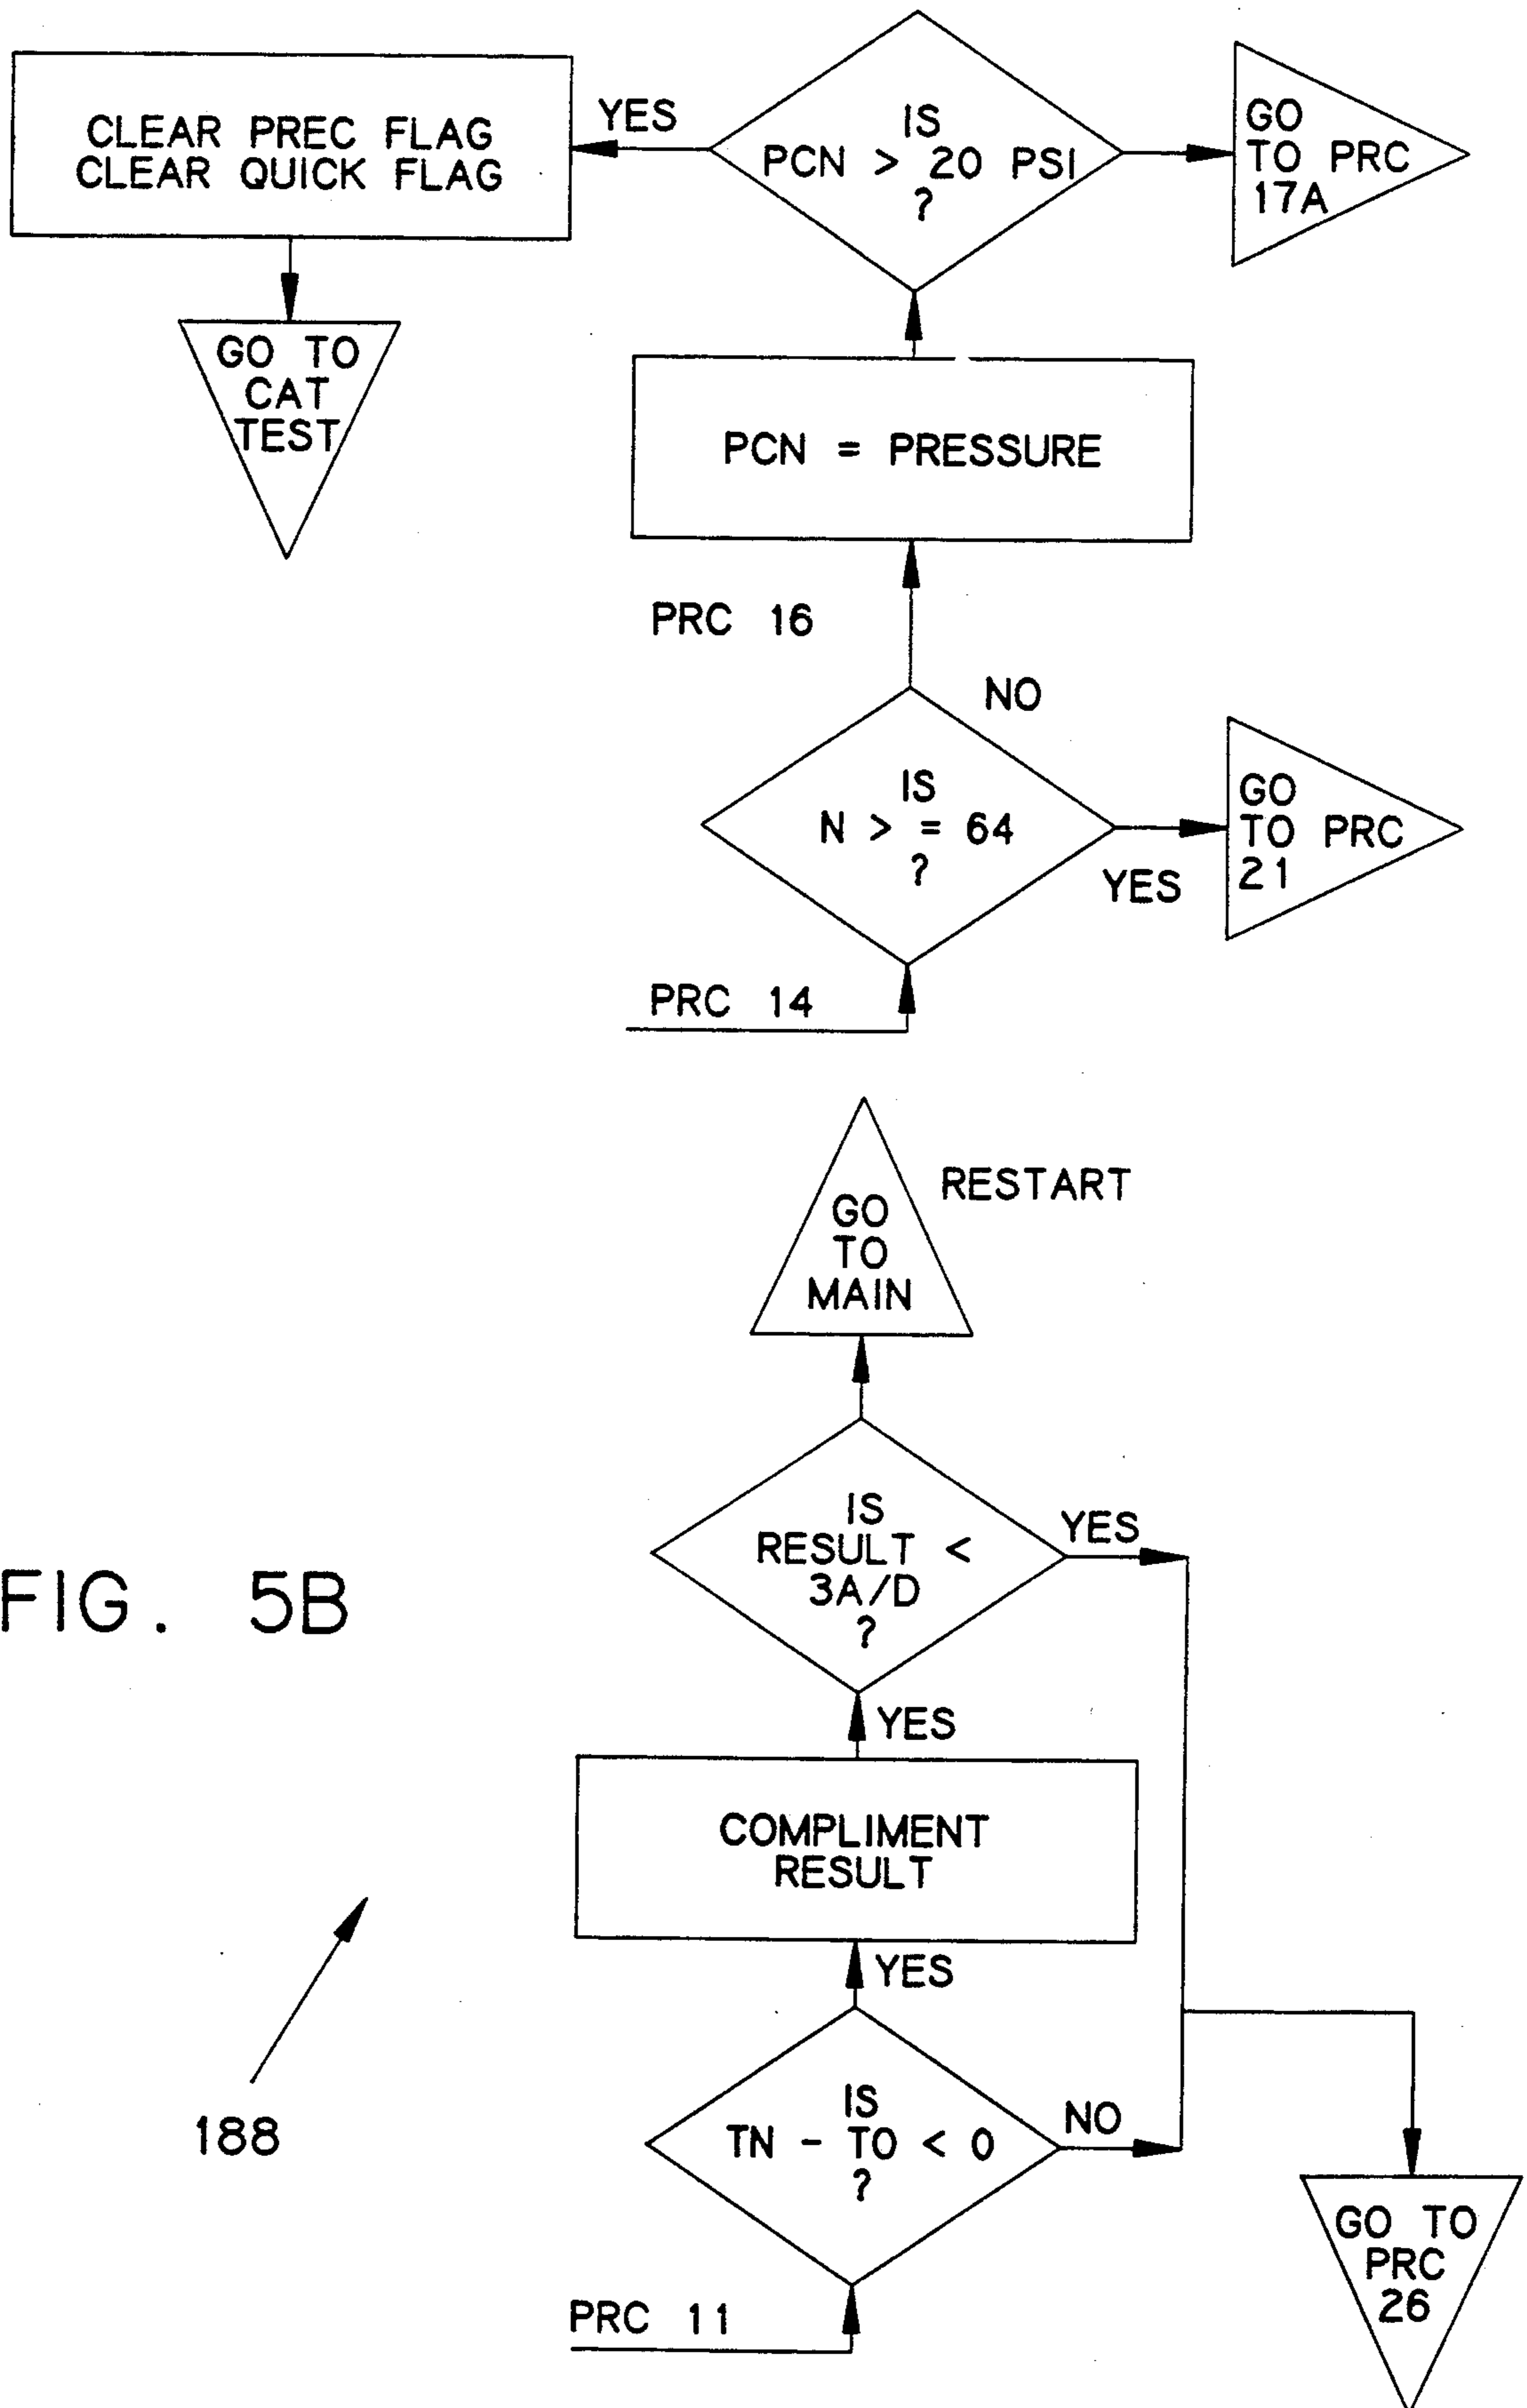 CLEAR PREC FLAG
CLEAR QUICK FLAG
YES
IS
PCN > 20 PSI
?
GO
TO PRC
17A
GO TO
CAT
TEST
PCN = PRESSURE
PRC 16
NO
IS
N > = 64
?
YES
GO
TO PRC
21
PRC 14
GO
TO
MAIN
RESTART
IS
RESULT <
3A/D
?
YES
YES
COMPLIMENT
RESULT
YES
IS
TN - TO < 0
?
NO
PRC 11
GO TO
PRC
26
FIG. 5B
188